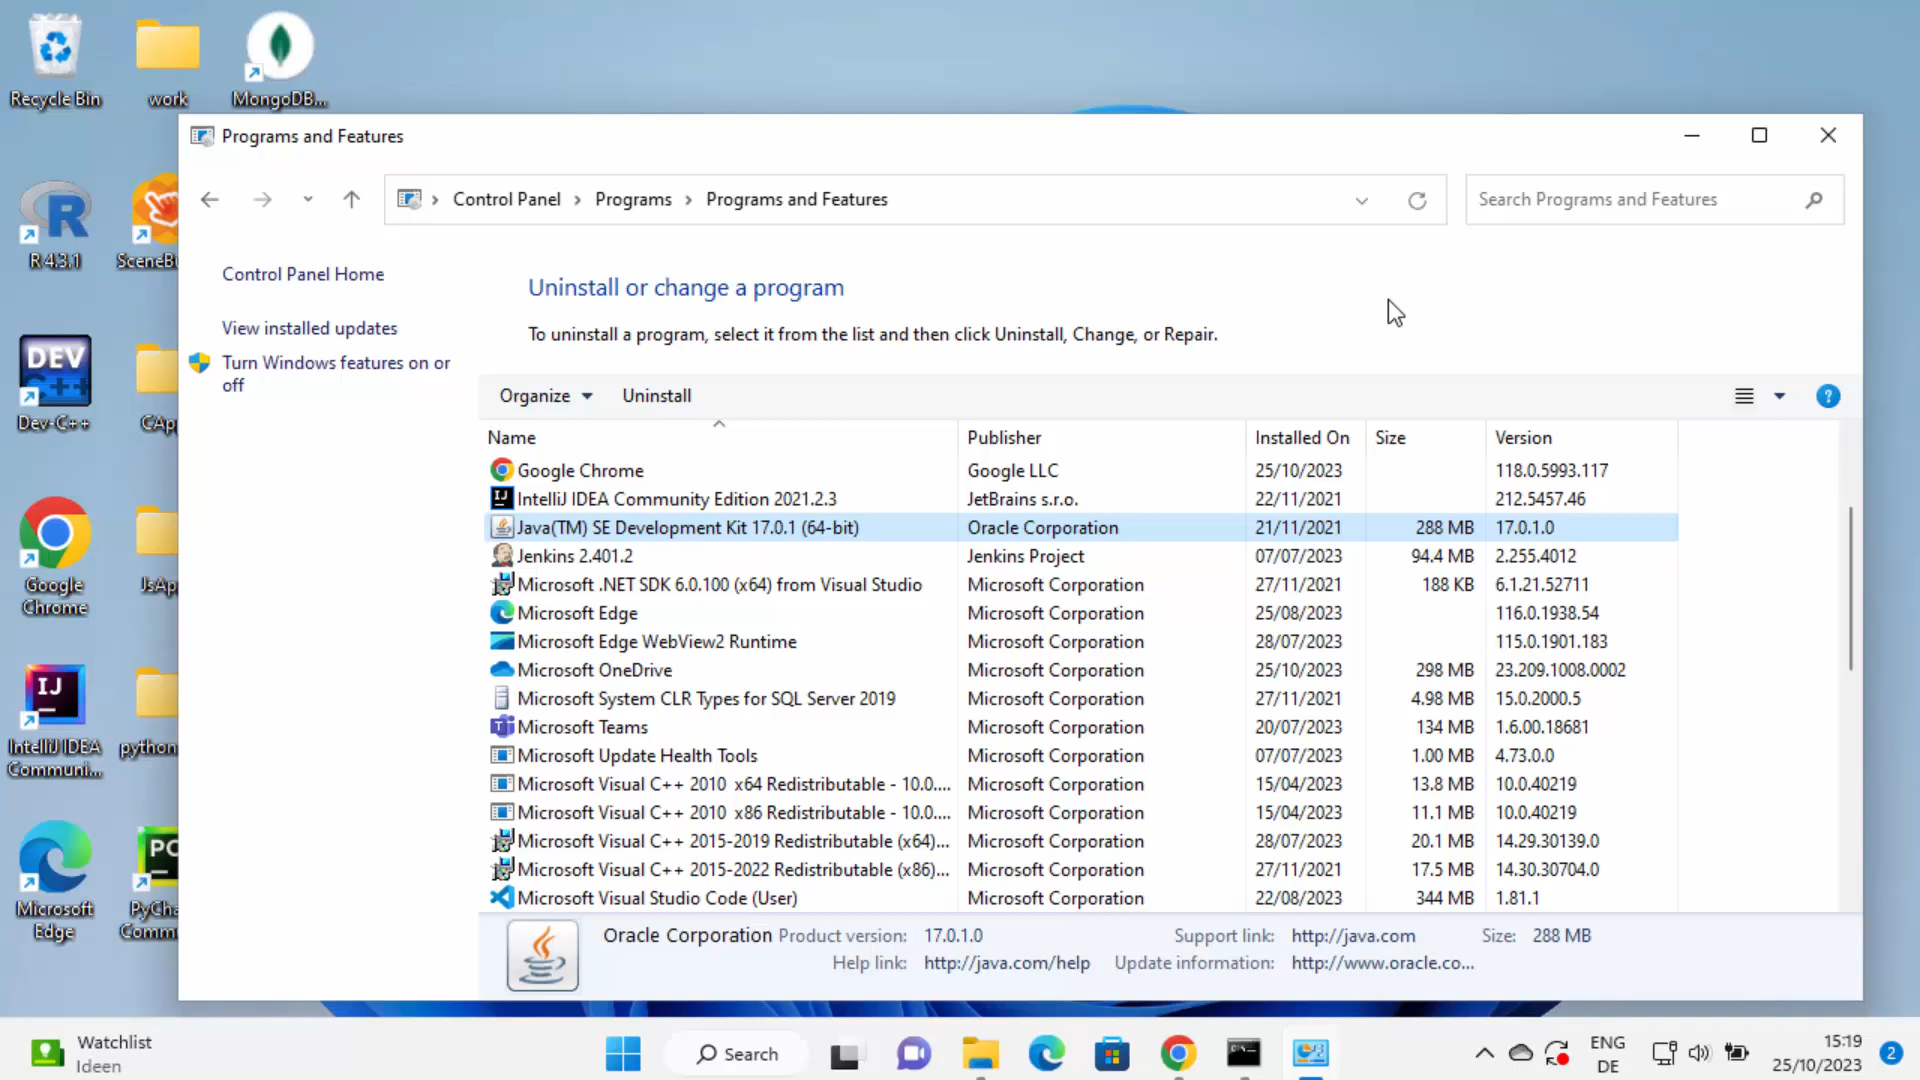 Recycle Bin
work
MongoDB...
Programs and Features
Control Panel
Programs
Programs and Features
Search Programs and Features
R 4.3.1
SceneB
Control Panel Home
Uninstall or change a program
View installed updates
To uninstall a program, select it from the list and then click Uninstall, Change, or Repair.
Turn Windows features on or
off
DEV
C++
Dev-C++
CAp
Organize
Uninstall
?
Name Publisher Installed On Size Version
Google Chrome Google LLC 25/10/2023 118.0.5993.117
IntelliJ IDEA Community Edition 2021.2.3 JetBrains s.r.o. 22/11/2021 212.5457.46
Java(TM) SE Development Kit 17.0.1 (64-bit) Oracle Corporation 21/11/2021 288 MB 17.0.1.0
Jenkins 2.401.2 Jenkins Project 07/07/2023 94.4 MB 2.255.4012
Microsoft .NET SDK 6.0.100 (x64) from Visual Studio Microsoft Corporation 27/11/2021 188 KB 6.1.21.52711
Microsoft Edge Microsoft Corporation 25/08/2023 116.0.1938.54
Microsoft Edge WebView2 Runtime Microsoft Corporation 28/07/2023 115.0.1901.183
Microsoft OneDrive Microsoft Corporation 25/10/2023 298 MB 23.209.1008.0002
Microsoft System CLR Types for SQL Server 2019 Microsoft Corporation 27/11/2021 4.98 MB 15.0.2000.5
Microsoft Teams Microsoft Corporation 20/07/2023 134 MB 1.6.00.18681
Microsoft Update Health Tools Microsoft Corporation 07/07/2023 1.00 MB 4.73.0.0
Microsoft Visual C++ 2010 x64 Redistributable - 10.0.... Microsoft Corporation 15/04/2023 13.8 MB 10.0.40219
Microsoft Visual C++ 2010 x86 Redistributable - 10.0.... Microsoft Corporation 15/04/2023 11.1 MB 10.0.40219
Microsoft Visual C++ 2015-2019 Redistributable (x64)... Microsoft Corporation 28/07/2023 20.1 MB 14.29.30139.0
Microsoft Visual C++ 2015-2022 Redistributable (x86)... Microsoft Corporation 27/11/2021 17.5 MB 14.30.30704.0
Microsoft Visual Studio Code (User) Microsoft Corporation 22/08/2023 344 MB 1.81.1
Google
Chrome
JsAp
IJ
IntelliJ IDEA
Communi...
python
Microsoft
Edge
PC
PyCha
Comm
Oracle Corporation Product version: 17.0.1.0 Support link: http://java.com Size: 288 MB
Help link: http://java.com/help Update information: http://www.oracle.co...
Watchlist
Ideen
Search
ENG
DE
15:19
25/10/2023
2